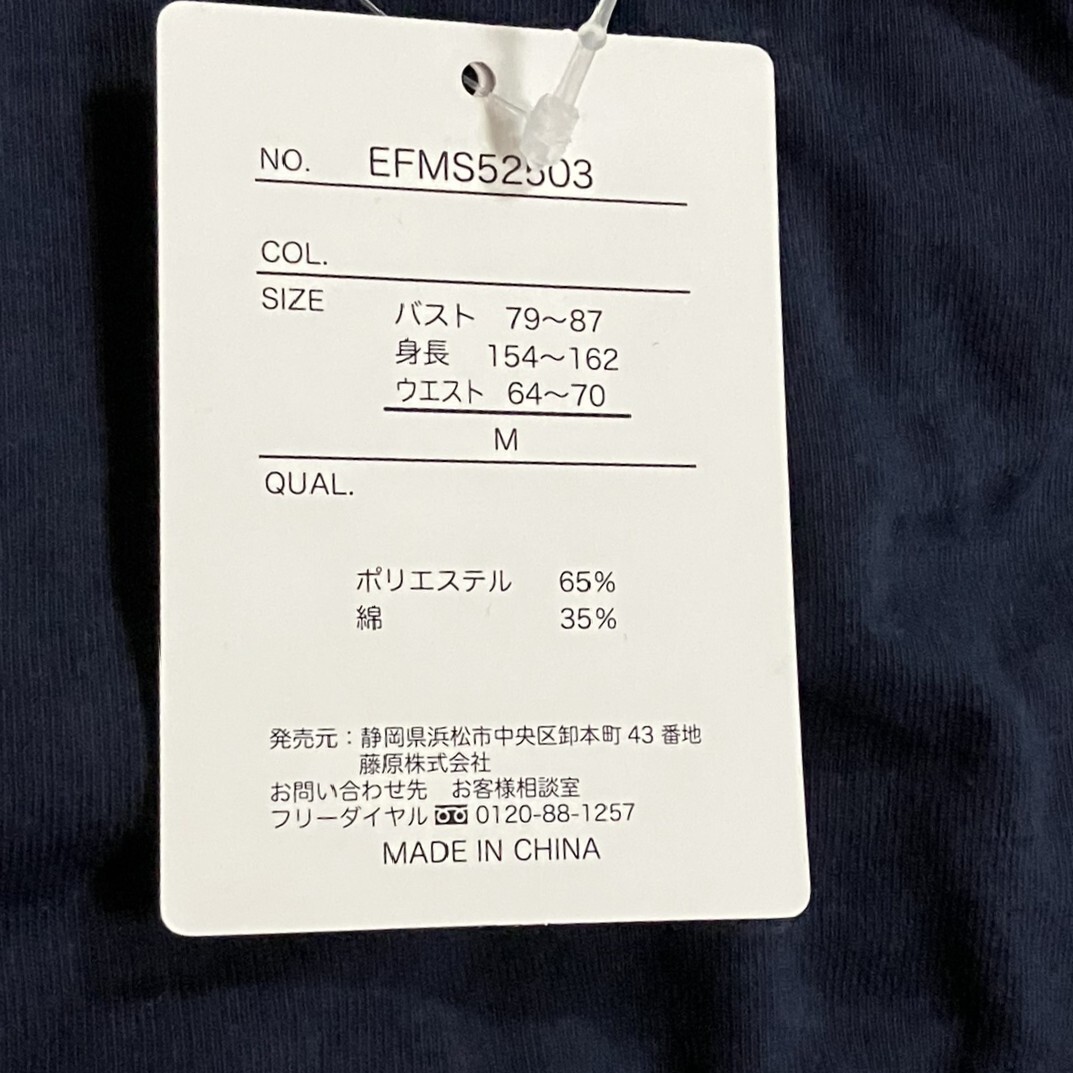 NO. EFMS52503
COL.
SIZE バスト 79〜87
身長 154〜162
ウエスト 64〜70
M
QUAL.
ポリエステル 65%
綿 35%
発売元：静岡県浜松市中央区卸本町 43 番地
藤原株式会社
お問い合わせ先 お客様相談室
フリーダイヤル 0120-88-1257
MADE IN CHINA